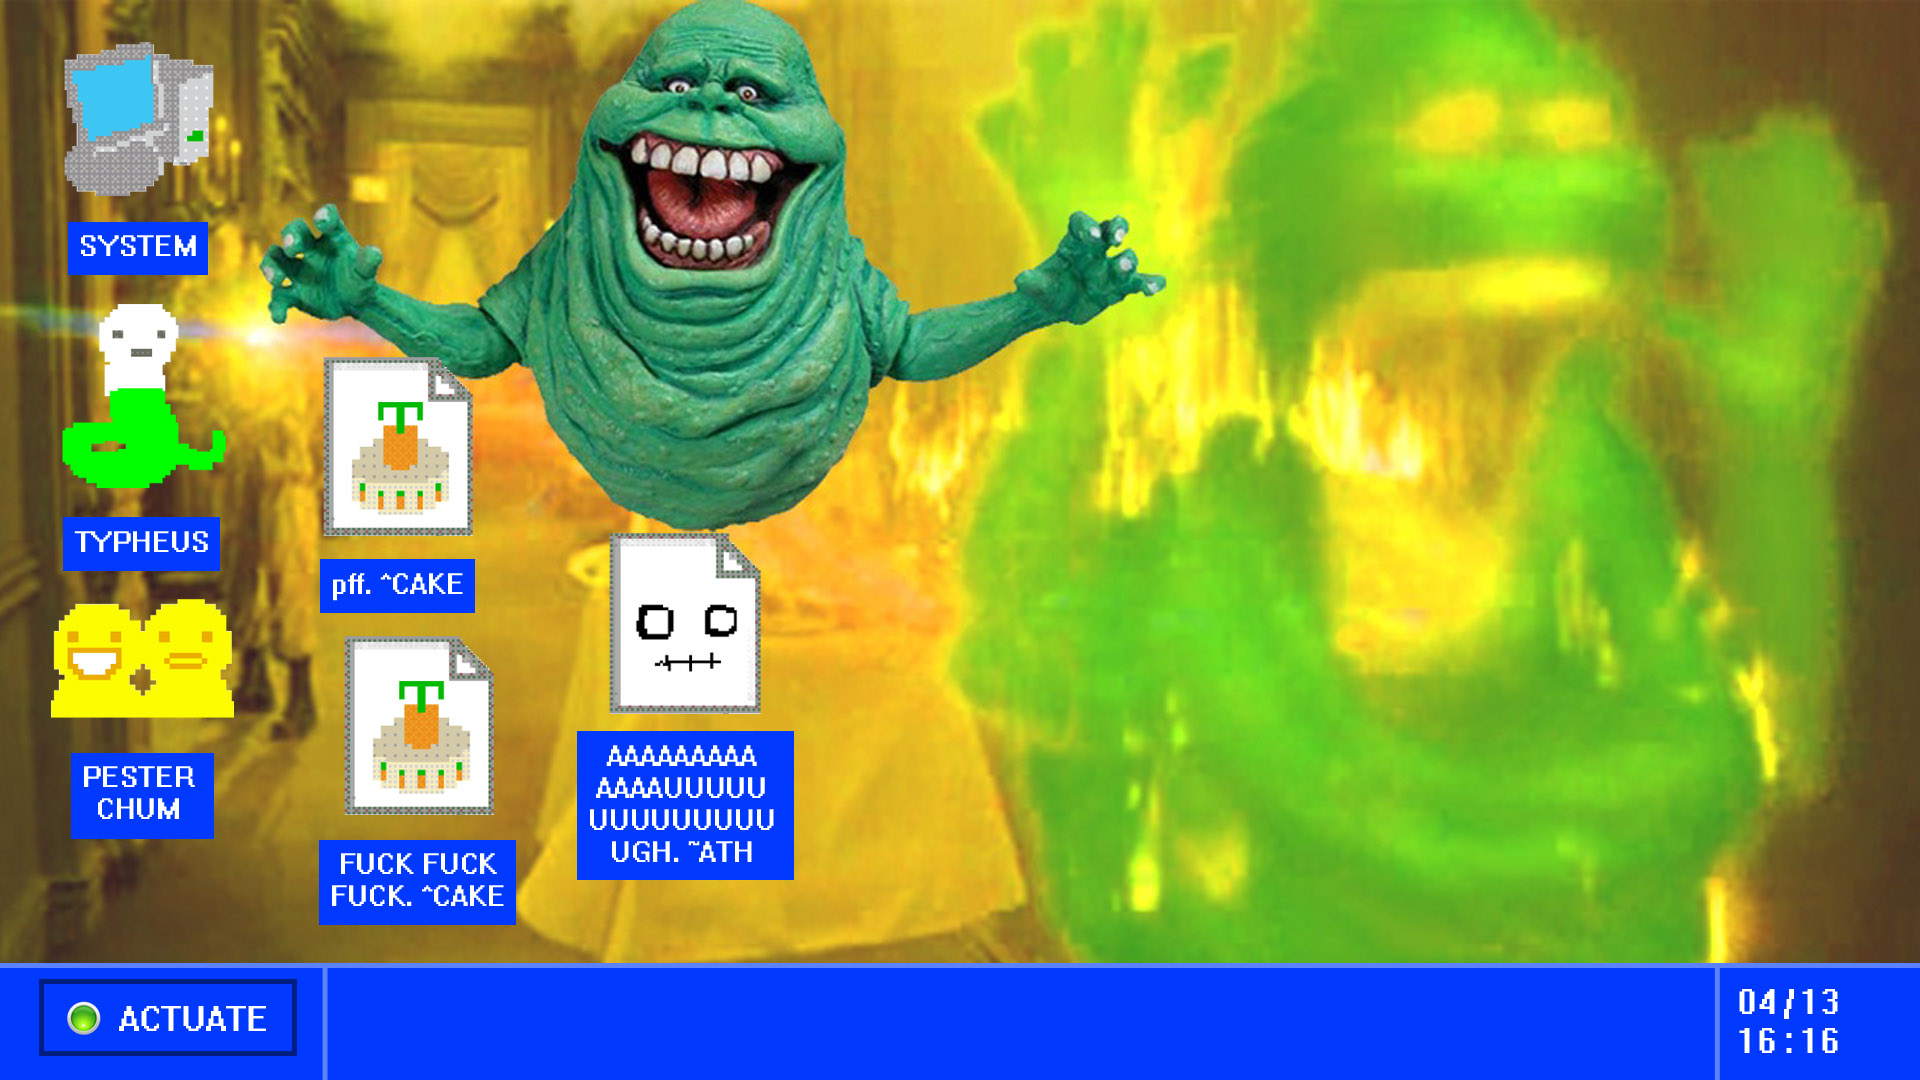 SYSTEM
TYPHEUS
PESTER
CHUM
pff. ^CAKE
FUCK FUCK
FUCK. ^CAKE
AAAAAAAAA
AAAAUUUUU
UUUUUUUUU
UGH. ~ATH
ACTUATE
04/13
16:16